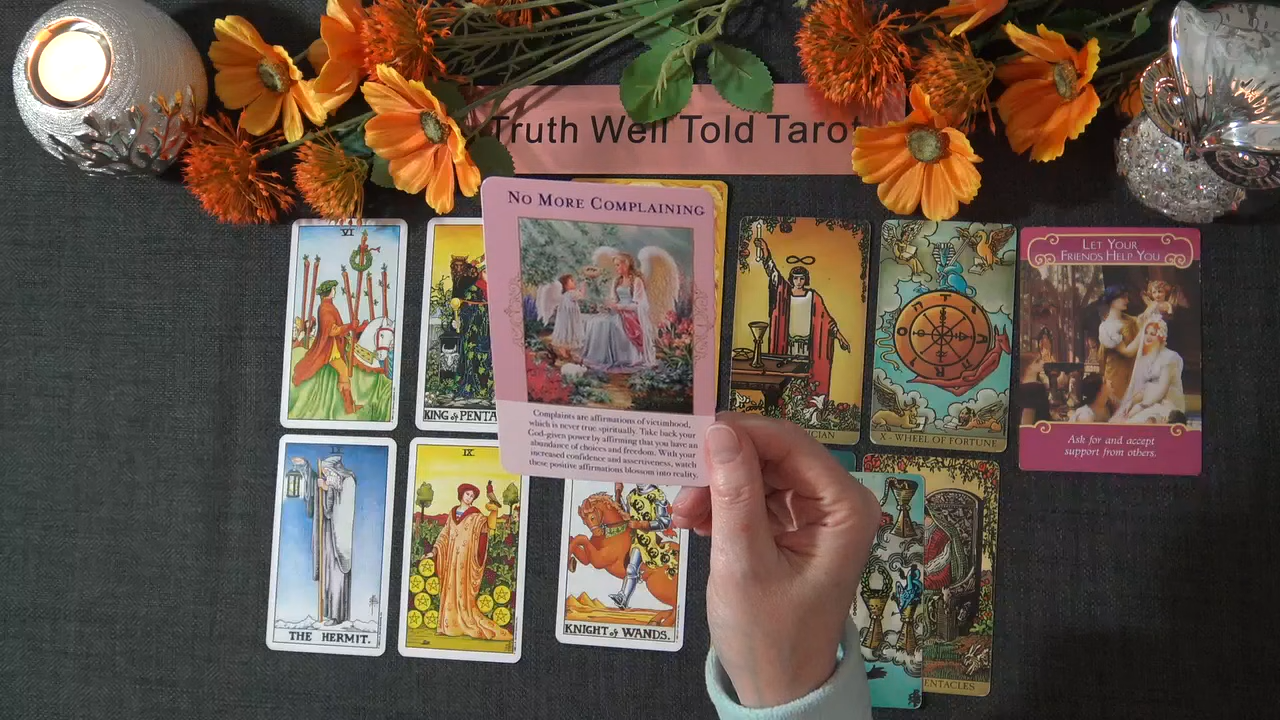 Truth Well Told Tarot
NO MORE COMPLAINING
Complaints are affirmations of victimhood,
which is never true spiritually. Take back your
God-given power by affirming that you have an
abundance of choices and freedom. With your
increased confidence and assertiveness, watch
these positive affirmations blossom into reality.
VI
KING of PENTA
ICIAN
X - WHEEL OF FORTUNE
LET YOUR
FRIENDS HELP YOU
Ask for and accept
support from others.
THE HERMIT.
IX
KNIGHT of WANDS.
ENTACLES